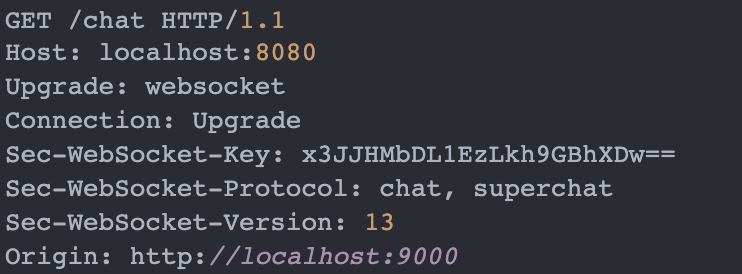 GET /chat HTTP/1.1
Host: localhost:8080
Upgrade: websocket
Connection: Upgrade
Sec-WebSocket-Key: x3JJHMbDL1EzLkh9GBhXDw==
Sec-WebSocket-Protocol: chat, superchat
Sec-WebSocket-Version: 13
Origin: http://localhost:9000